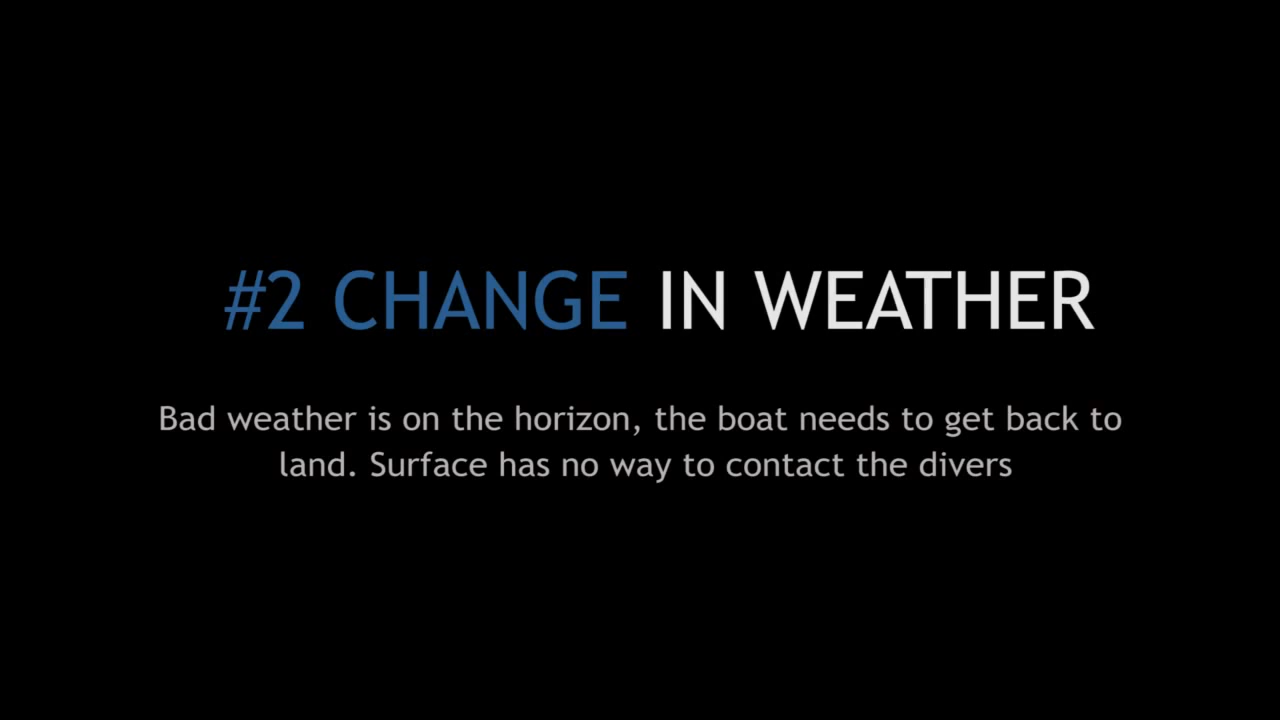 #2 CHANGE IN WEATHER
Bad weather is on the horizon, the boat needs to get back to
land. Surface has no way to contact the divers